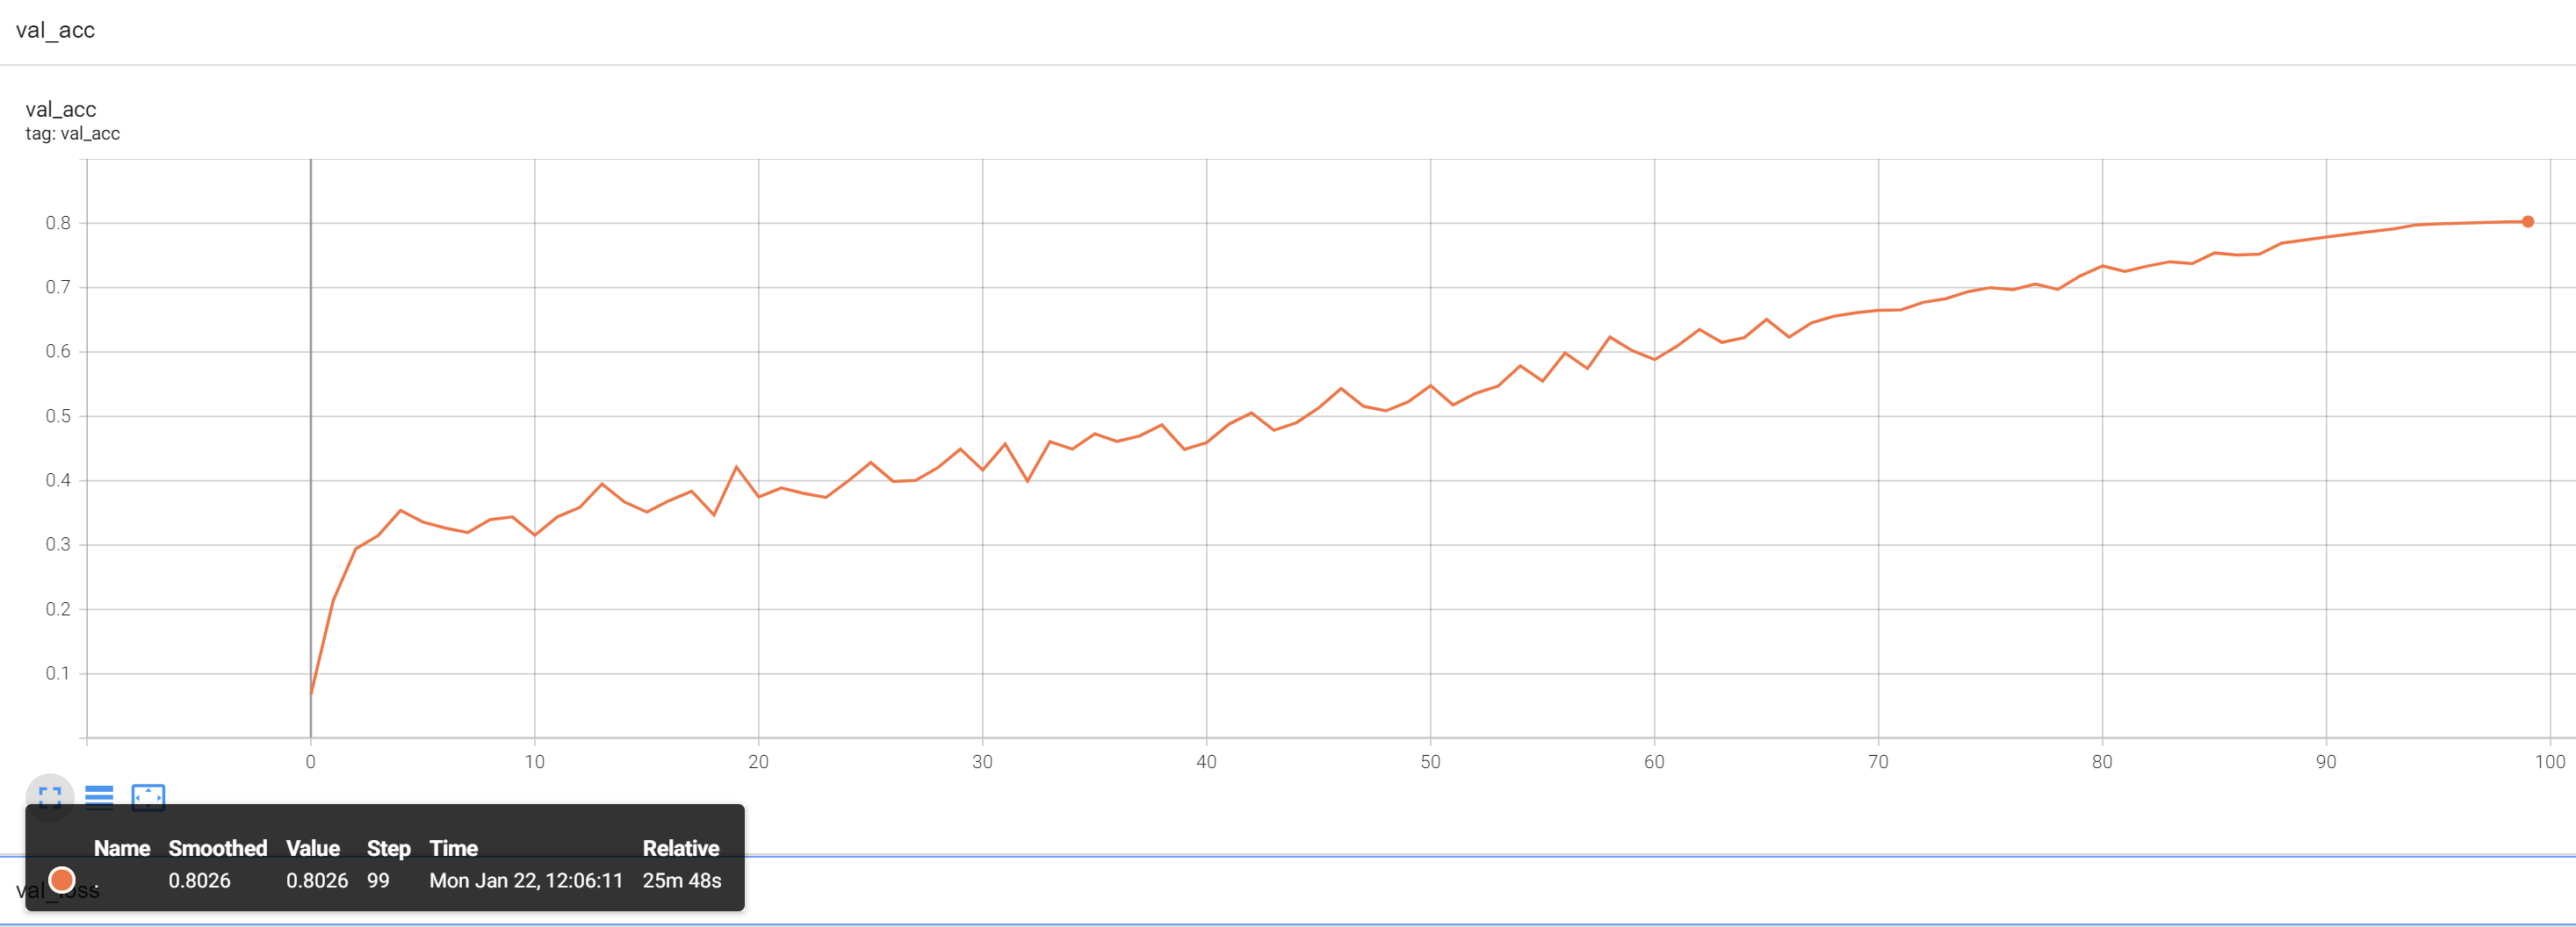 val_acc
val_acc
tag: val_acc
0.8
0.7
0.6
0.5
0.4
0.3
0.2
0.1
0 10 20 30 40 50 60 70 80 90 100
Name Smoothed Value Step Time Relative
. 0.8026 0.8026 99 Mon Jan 22, 12:06:11 25m 48s
val_loss